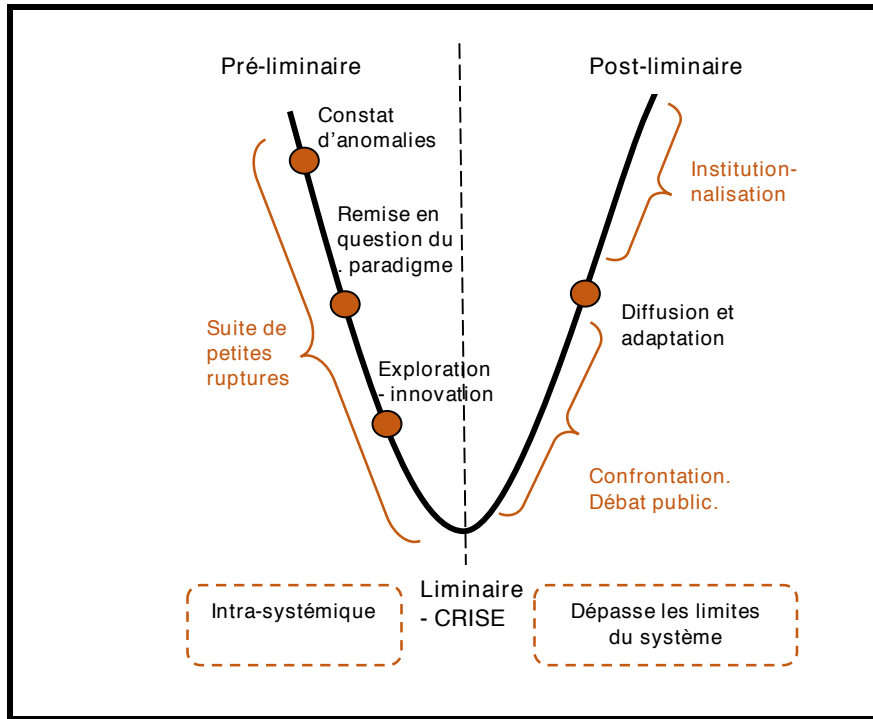 Pré-liminaire
Post-liminaire
Constat
d'anomalies
Institution-
nalisation
Remise en
question du
. paradigme
Diffusion et
adaptation
Suite de
petites
ruptures
Exploration
- innovation
Confrontation.
Débat public.
Liminaire
- CRISE
Intra-systémique
Dépasse les limites
du système